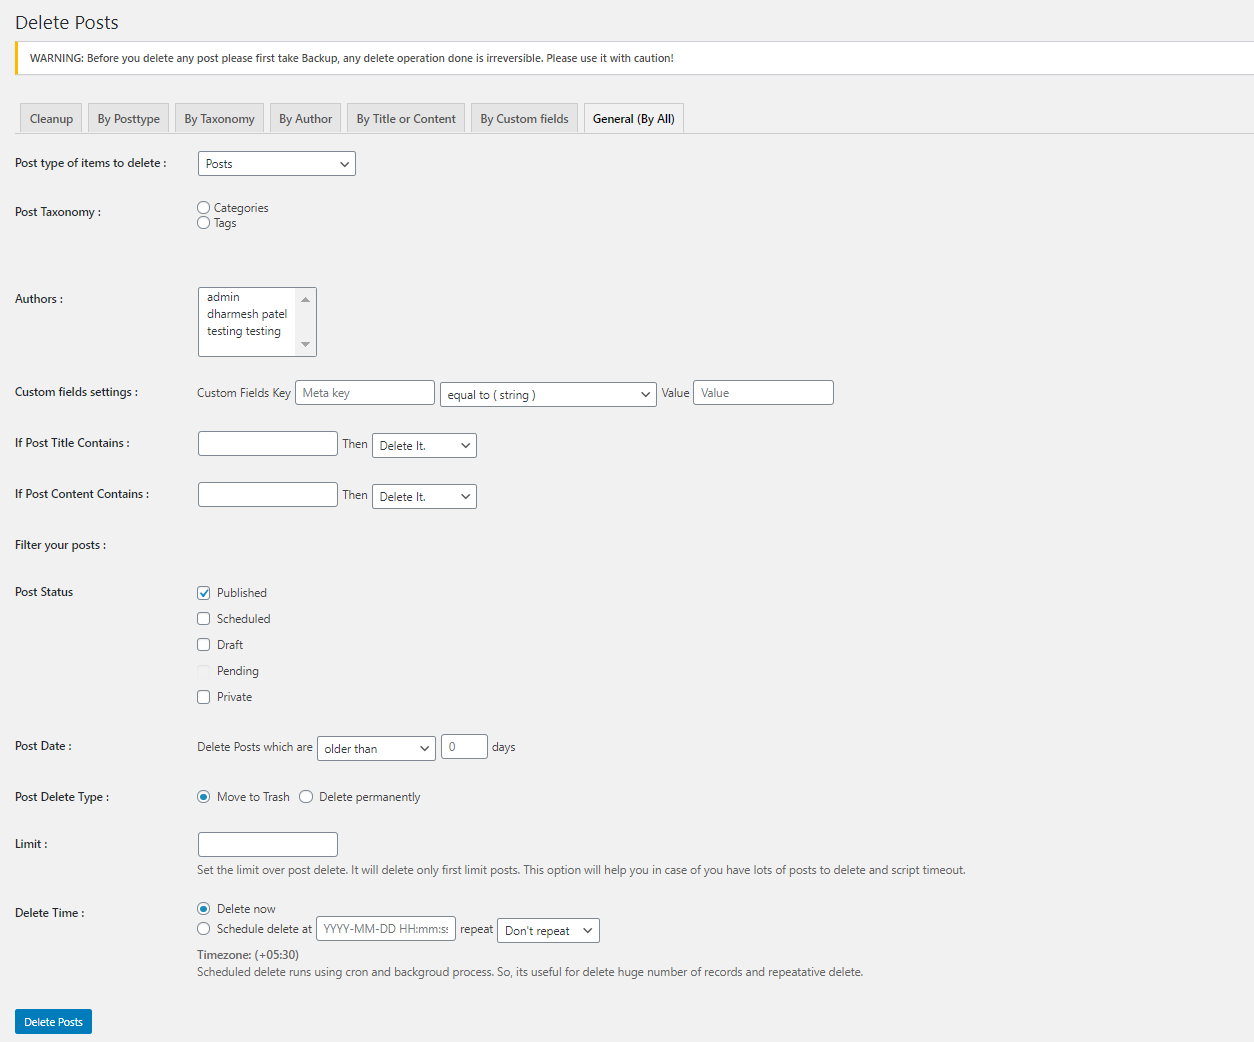 Delete Posts
WARNING: Before you delete any post please first take Backup, any delete operation done is irreversible. Please use it with caution!
Cleanup By Posttype By Taxonomy By Author By Title or Content By Custom fields General (By All)
Post type of items to delete : Posts
Post Taxonomy : Categories
Tags
Authors : admin
dharmesh patel
testing testing
Custom fields settings : Custom Fields Key Meta key equal to ( string ) Value Value
If Post Title Contains : Then Delete It.
If Post Content Contains : Then Delete It.
Filter your posts :
Post Status Published
Scheduled
Draft
Pending
Private
Post Date : Delete Posts which are older than 0 days
Post Delete Type : Move to Trash Delete permanently
Limit :
Set the limit over post delete. It will delete only first limit posts. This option will help you in case of you have lots of posts to delete and script timeout.
Delete Time : Delete now
Schedule delete at YYYY-MM-DD HH:mm:s repeat Don't repeat
Timezone: (+05:30)
Scheduled delete runs using cron and backgroud process. So, its useful for delete huge number of records and repeatative delete.
Delete Posts